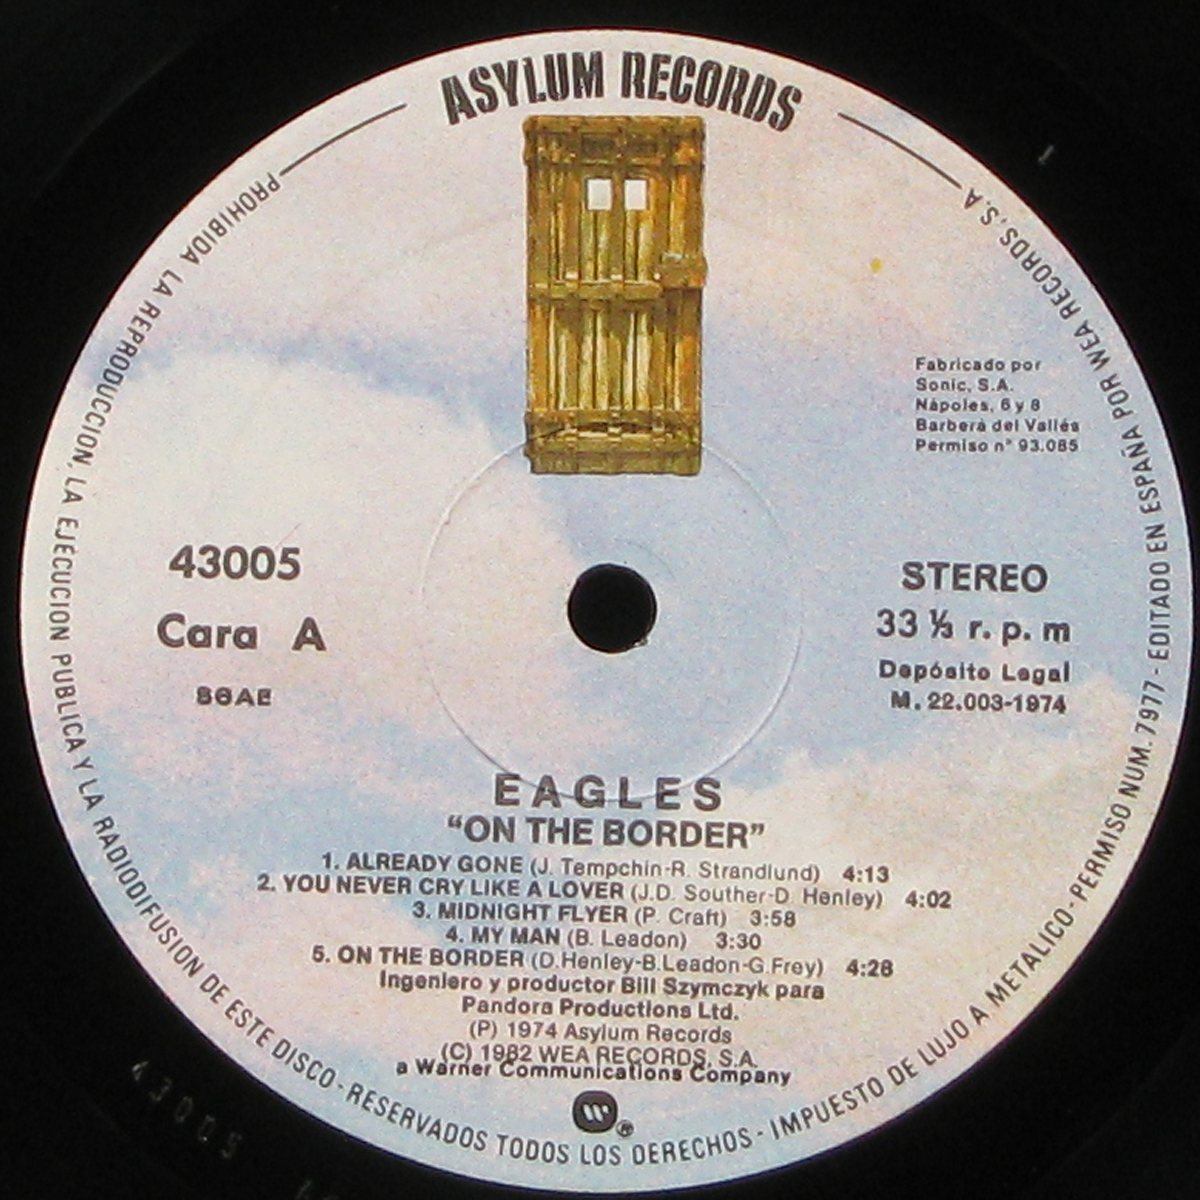 ASYLUM RECORDS
Fabricado por
Sonic, S.A.
Nápoles, 6 y 8
Barberà del Vallés
Permiso n° 93.085
43005
Cara A
SGAE
STEREO
33 ⅓ r. p. m
Depósito Legal
M. 22.003-1974
EAGLES
"ON THE BORDER"
1. ALREADY GONE (J. Tempchin-R. Strandlund) 4:13
2. YOU NEVER CRY LIKE A LOVER (J.D. Souther-D. Henley) 4:02
3. MIDNIGHT FLYER (P. Craft) 3:58
4. MY MAN (B. Leadon) 3:30
5. ON THE BORDER (D.Henley-B.Leadon-G.Frey) 4:28
Ingeniero y productor Bill Szymczyk para
Pandora Productions Ltd.
(P) 1974 Asylum Records
(C) 1982 WEA RECORDS, S.A.
a Warner Communications Company
W®
PROHIBIDA LA REPRODUCCION, LA EJECUCION PUBLICA Y LA RADIODIFUSION DE ESTE DISCO - RESERVADOS TODOS LOS DERECHOS - IMPUESTO DE LUJO A METALICO - PERMISO NUM. 7977 - EDITADO EN ESPAÑA POR WEA RECORDS, S.A
43005